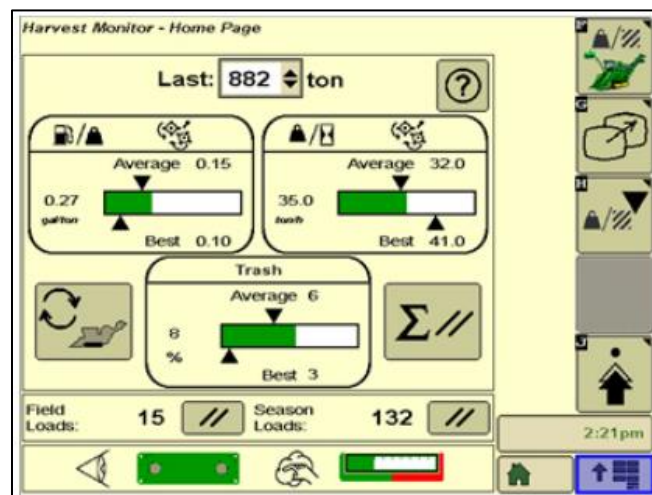 Harvest Monitor - Home Page
Last: 882 ton
?
Average 0.15
0.27
gal/ton
Best 0.10
Average 32.0
35.0
ton/h
Best 41.0
Trash
Average 6
8
%
Best 3
Σ//
Field Loads: 15 //
Season Loads: 132 //
F
G
H
J
2:21pm